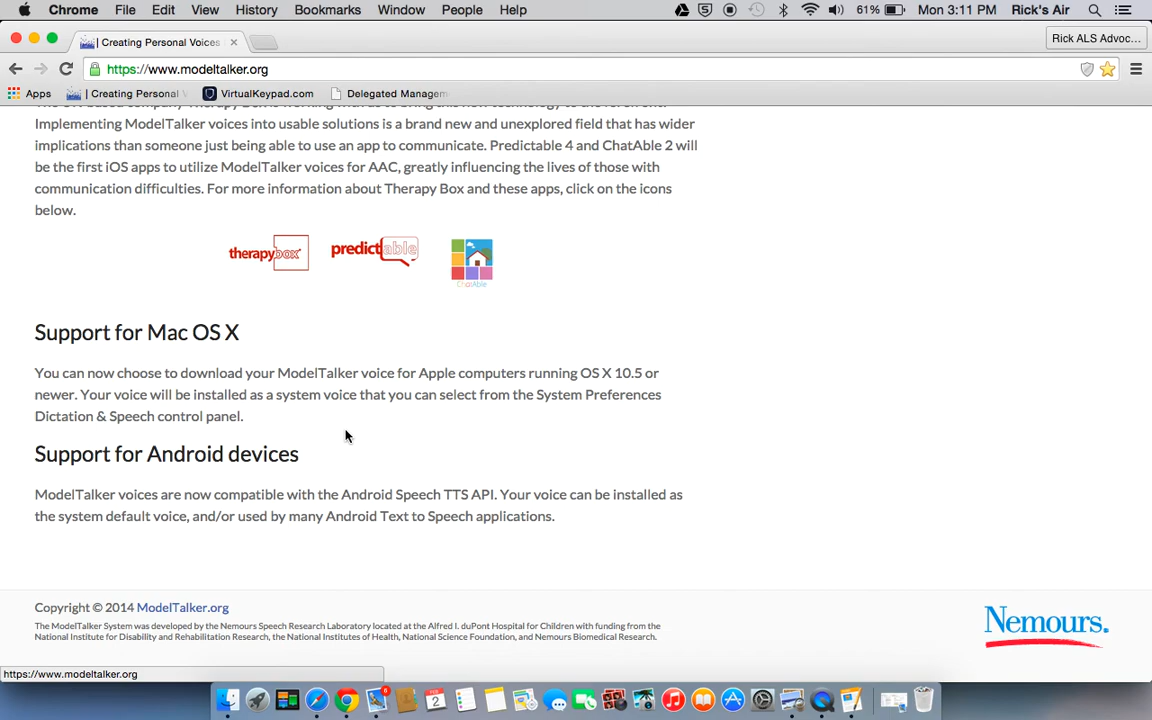 Chrome File Edit View History Bookmarks Window People Help 5 61% Mon 3:11 PM Rick's Air
| Creating Personal Voices
Rick ALS Advoc...
https://www.modeltalker.org
Apps | Creating Personal VirtualKeypad.com Delegated Managem
Implementing ModelTalker voices into usable solutions is a brand new and unexplored field that has wider
implications than someone just being able to use an app to communicate. Predictable 4 and ChatAble 2 will
be the first iOS apps to utilize ModelTalker voices for AAC, greatly influencing the lives of those with
communication difficulties. For more information about Therapy Box and these apps, click on the icons
below.
therapybox predictable
ChatAble
Support for Mac OS X
You can now choose to download your ModelTalker voice for Apple computers running OS X 10.5 or
newer. Your voice will be installed as a system voice that you can select from the System Preferences
Dictation & Speech control panel.
Support for Android devices
ModelTalker voices are now compatible with the Android Speech TTS API. Your voice can be installed as
the system default voice, and/or used by many Android Text to Speech applications.
Copyright © 2014 ModelTalker.org
The ModelTalker System was developed by the Nemours Speech Research Laboratory located at the Alfred I. duPont Hospital for Children with funding from the
National Institute for Disability and Rehabilitation Research, the National Institutes of Health, National Science Foundation, and Nemours Biomedical Research.
Nemours.
https://www.modeltalker.org
2